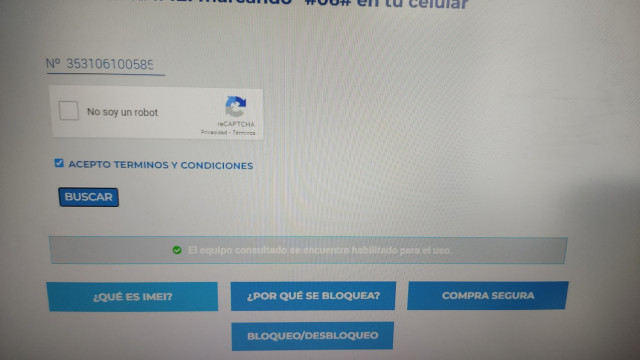 marcando *#06# en tu celular
Nº 353106100585
No soy un robot
reCAPTCHA
Privacidad - Términos
ACEPTO TERMINOS Y CONDICIONES
BUSCAR
El equipo consultado se encuentra habilitado para el uso.
¿QUÉ ES IMEI?
¿POR QUÉ SE BLOQUEA?
COMPRA SEGURA
BLOQUEO/DESBLOQUEO